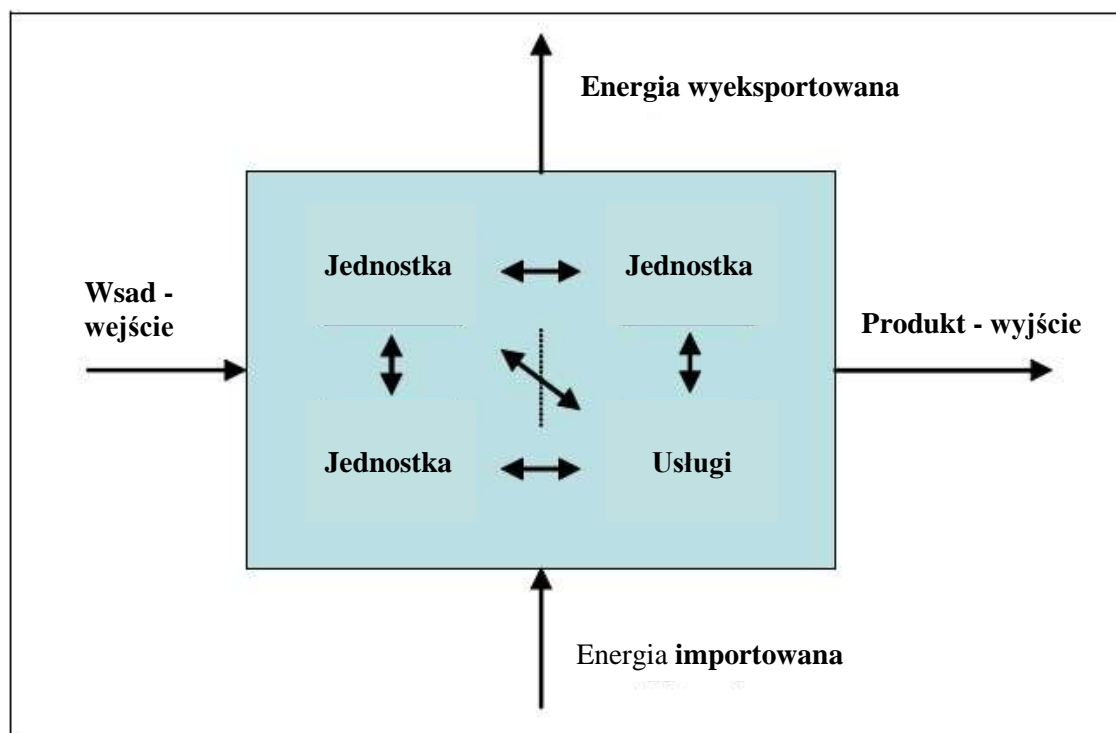 Energia wyeksportowana
Jednostka
Jednostka
Wsad -
wejście
Produkt - wyjście
Jednostka
Usługi
Energia importowana